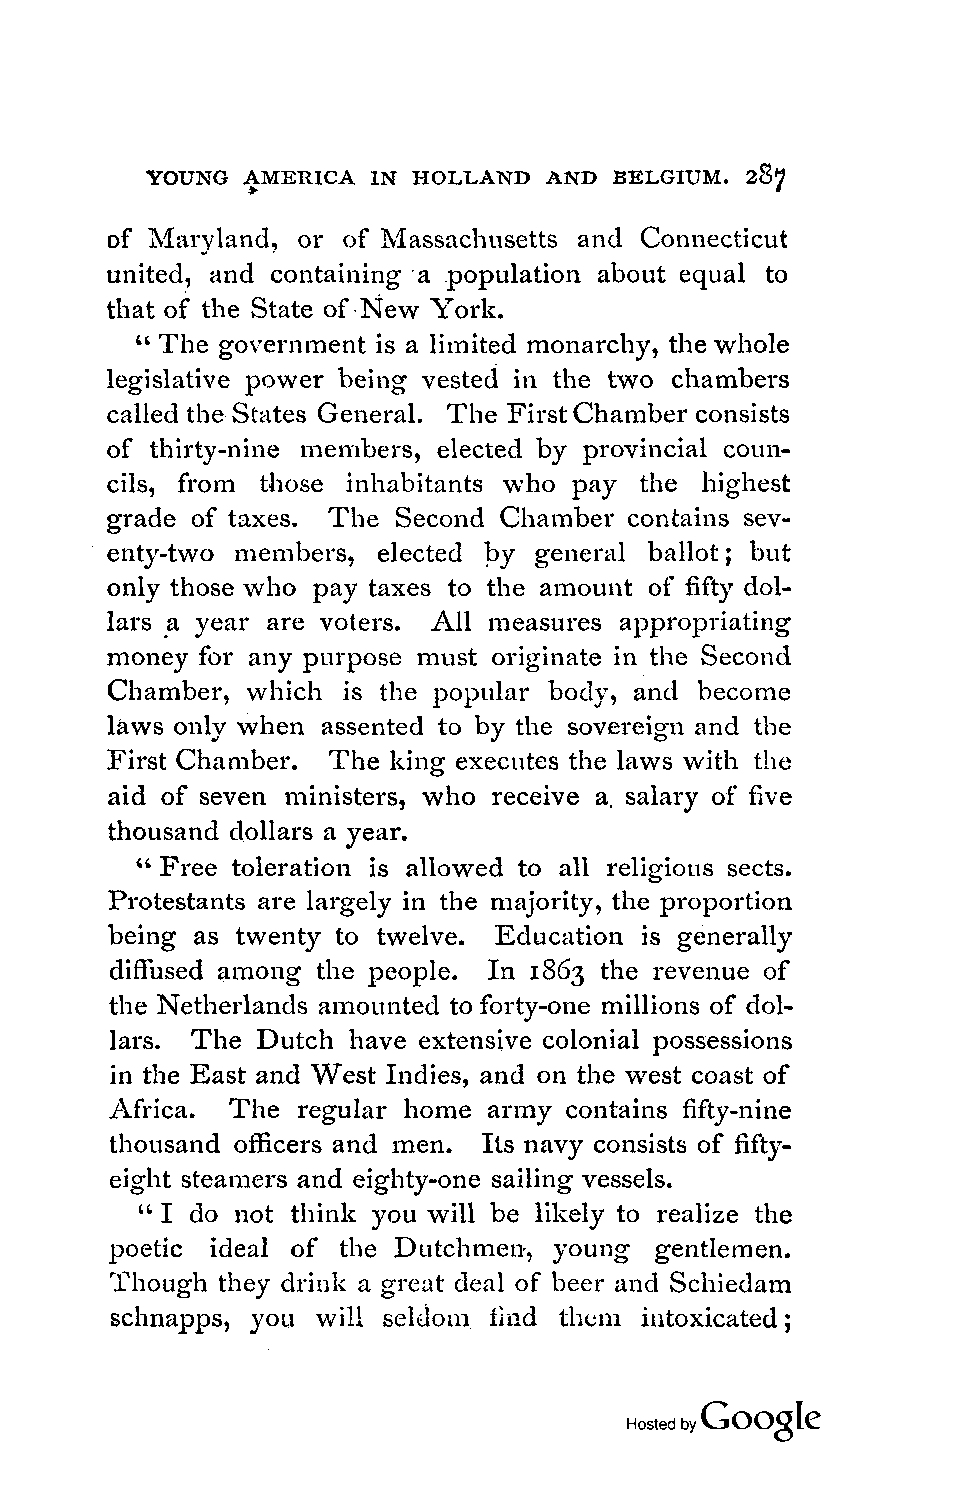 YOUNG AMERICA IN HOLLAND AND BELGIUM. 287
of Maryland, or of Massachusetts and Connecticut
united, and containing a population about equal to
that of the State of New York.
" The government is a limited monarchy, the whole
legislative power being vested in the two chambers
called the States General. The First Chamber consists
of thirty-nine members, elected by provincial coun-
cils, from those inhabitants who pay the highest
grade of taxes. The Second Chamber contains sev-
enty-two members, elected by general ballot; but
only those who pay taxes to the amount of fifty dol-
lars a year are voters. All measures appropriating
money for any purpose must originate in the Second
Chamber, which is the popular body, and become
laws only when assented to by the sovereign and the
First Chamber. The king executes the laws with the
aid of seven ministers, who receive a salary of five
thousand dollars a year.
" Free toleration is allowed to all religious sects.
Protestants are largely in the majority, the proportion
being as twenty to twelve. Education is generally
diffused among the people. In 1863 the revenue of
the Netherlands amounted to forty-one millions of dol-
lars. The Dutch have extensive colonial possessions
in the East and West Indies, and on the west coast of
Africa. The regular home army contains fifty-nine
thousand officers and men. Its navy consists of fifty-
eight steamers and eighty-one sailing vessels.
" I do not think you will be likely to realize the
poetic ideal of the Dutchmen, young gentlemen.
Though they drink a great deal of beer and Schiedam
schnapps, you will seldom find them intoxicated;
Hosted by Google